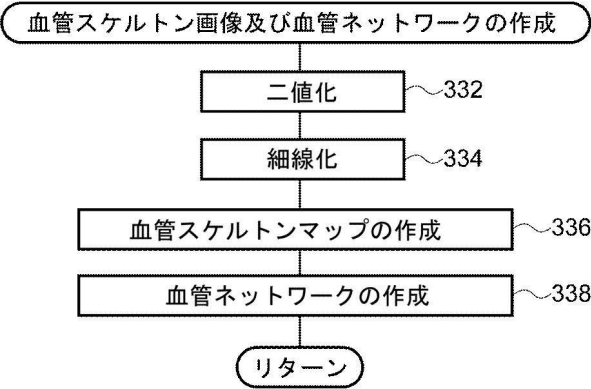 血管スケルトン画像及び血管ネットワークの作成
二値化 332
細線化 334
血管スケルトンマップの作成 336
血管ネットワークの作成 338
リターン